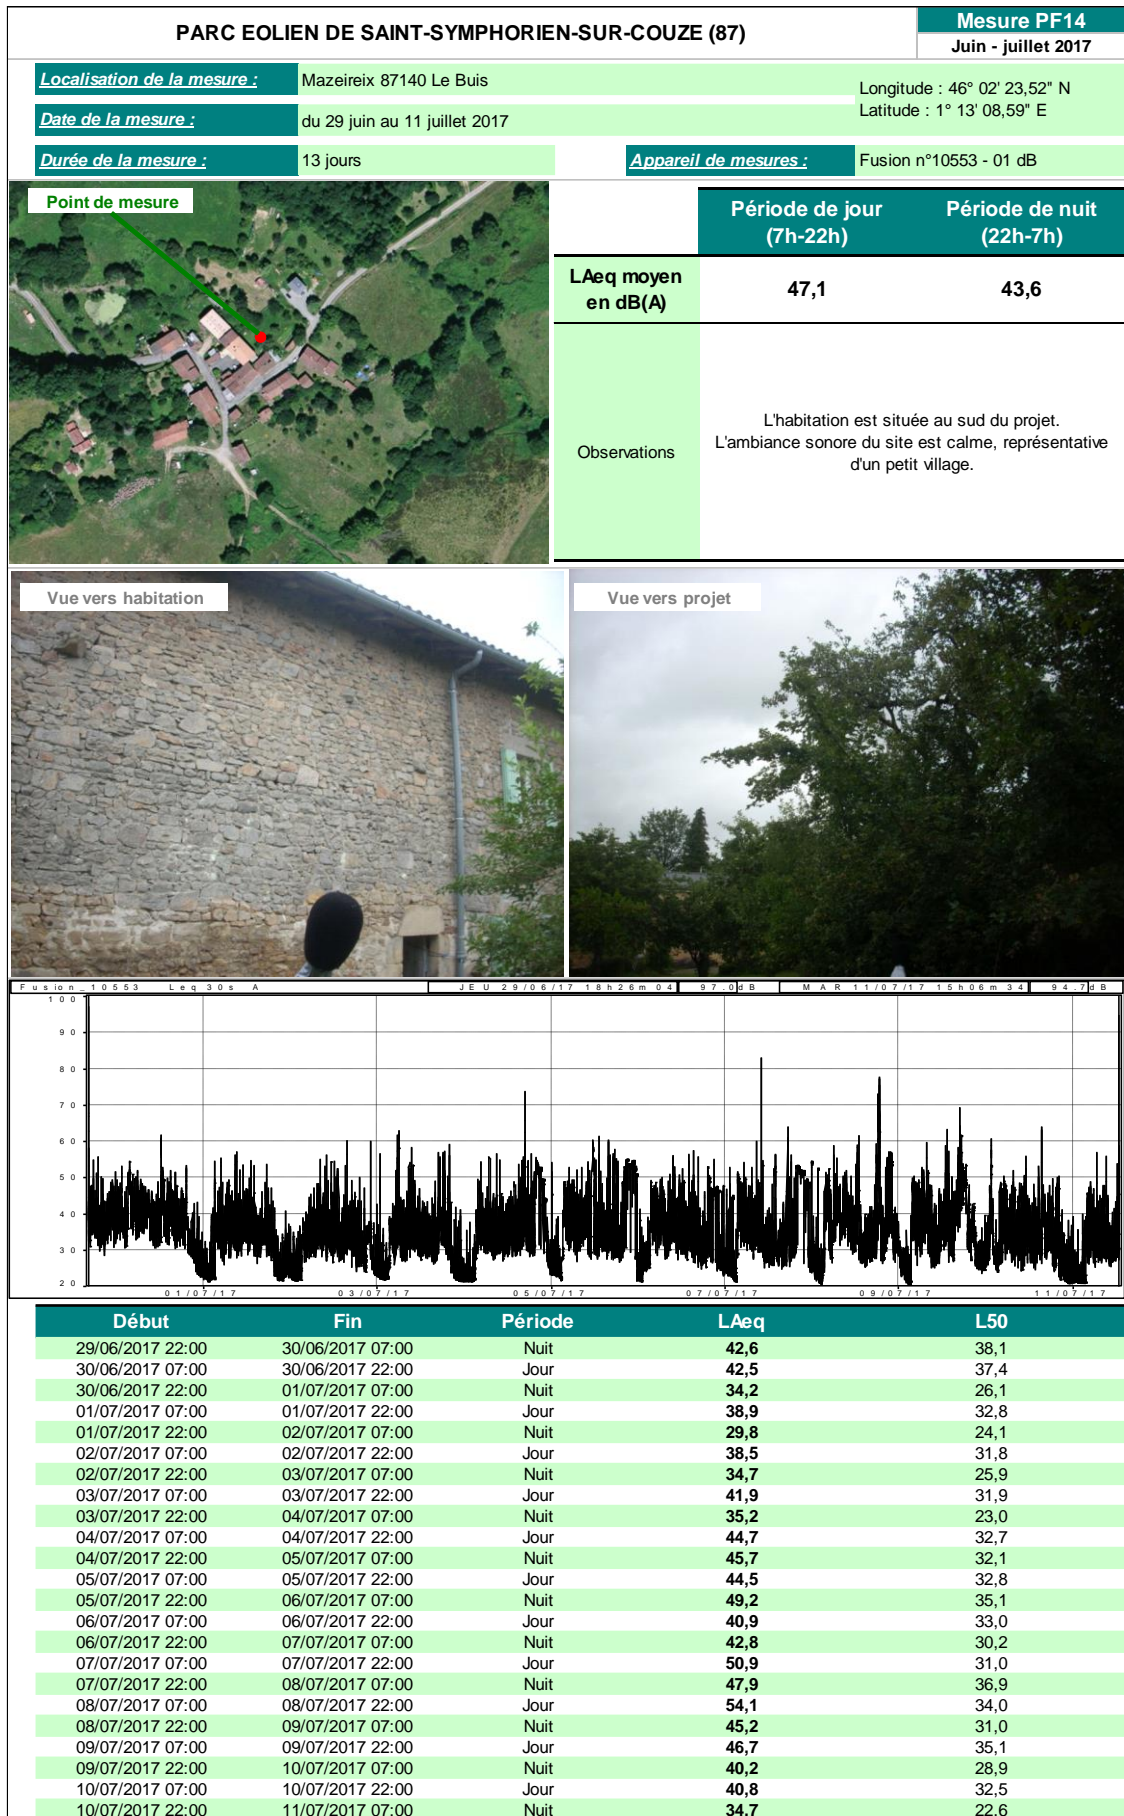 PARC EOLIEN DE SAINT-SYMPHORIEN-SUR-COUZE (87)
Mesure PF14
Juin - juillet 2017
Localisation de la mesure :
Mazeireix 87140 Le Buis
Longitude : 46° 02' 23,52" N
Latitude : 1° 13' 08,59" E
Date de la mesure :
du 29 juin au 11 juillet 2017
Durée de la mesure :
13 jours
Appareil de mesures :
Fusion n°10553 - 01 dB
Point de mesure
Période de jour (7h-22h)
Période de nuit (22h-7h)
LAeq moyen en dB(A)
47,1
43,6
Observations
L'habitation est située au sud du projet.
L'ambiance sonore du site est calme, représentative
d'un petit village.
Vue vers habitation
Vue vers projet
Fusion_10553 Leq 30s A JEU 29/06/17 18h26m04 97.0dB MAR 11/07/17 15h06m34 94.7dB
100
90
80
70
60
50
40
30
20
01/07/17 03/07/17 05/07/17 07/07/17 09/07/17 11/07/17
Début Fin Période LAeq L50
29/06/2017 22:00 30/06/2017 07:00 Nuit 42,6 38,1
30/06/2017 07:00 30/06/2017 22:00 Jour 42,5 37,4
30/06/2017 22:00 01/07/2017 07:00 Nuit 34,2 26,1
01/07/2017 07:00 01/07/2017 22:00 Jour 38,9 32,8
01/07/2017 22:00 02/07/2017 07:00 Nuit 29,8 24,1
02/07/2017 07:00 02/07/2017 22:00 Jour 38,5 31,8
02/07/2017 22:00 03/07/2017 07:00 Nuit 34,7 25,9
03/07/2017 07:00 03/07/2017 22:00 Jour 41,9 31,9
03/07/2017 22:00 04/07/2017 07:00 Nuit 35,2 23,0
04/07/2017 07:00 04/07/2017 22:00 Jour 44,7 32,7
04/07/2017 22:00 05/07/2017 07:00 Nuit 45,7 32,1
05/07/2017 07:00 05/07/2017 22:00 Jour 44,5 32,8
05/07/2017 22:00 06/07/2017 07:00 Nuit 49,2 35,1
06/07/2017 07:00 06/07/2017 22:00 Jour 40,9 33,0
06/07/2017 22:00 07/07/2017 07:00 Nuit 42,8 30,2
07/07/2017 07:00 07/07/2017 22:00 Jour 50,9 31,0
07/07/2017 22:00 08/07/2017 07:00 Nuit 47,9 36,9
08/07/2017 07:00 08/07/2017 22:00 Jour 54,1 34,0
08/07/2017 22:00 09/07/2017 07:00 Nuit 45,2 31,0
09/07/2017 07:00 09/07/2017 22:00 Jour 46,7 35,1
09/07/2017 22:00 10/07/2017 07:00 Nuit 40,2 28,9
10/07/2017 07:00 10/07/2017 22:00 Jour 40,8 32,5
10/07/2017 22:00 11/07/2017 07:00 Nuit 34,7 22,6